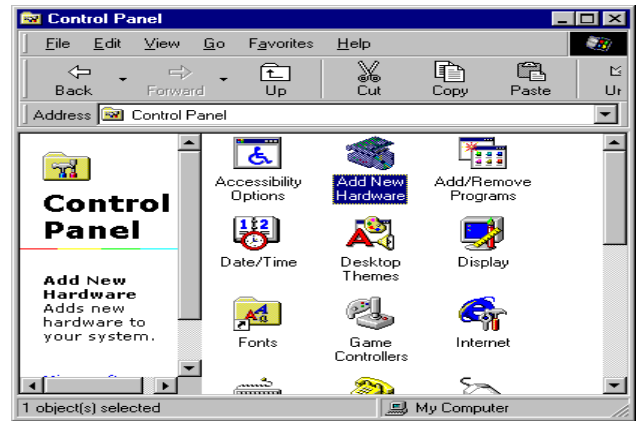 Control Panel
File Edit View Go Favorites Help
Back Forward Up Cut Copy Paste
Address Control Panel
Control
Panel
Add New
Hardware
Adds new
hardware to
your system.
Accessibility
Options
Add New
Hardware
Add/Remove
Programs
Date/Time
Desktop
Themes
Display
Fonts
Game
Controllers
Internet
1 object(s) selected My Computer